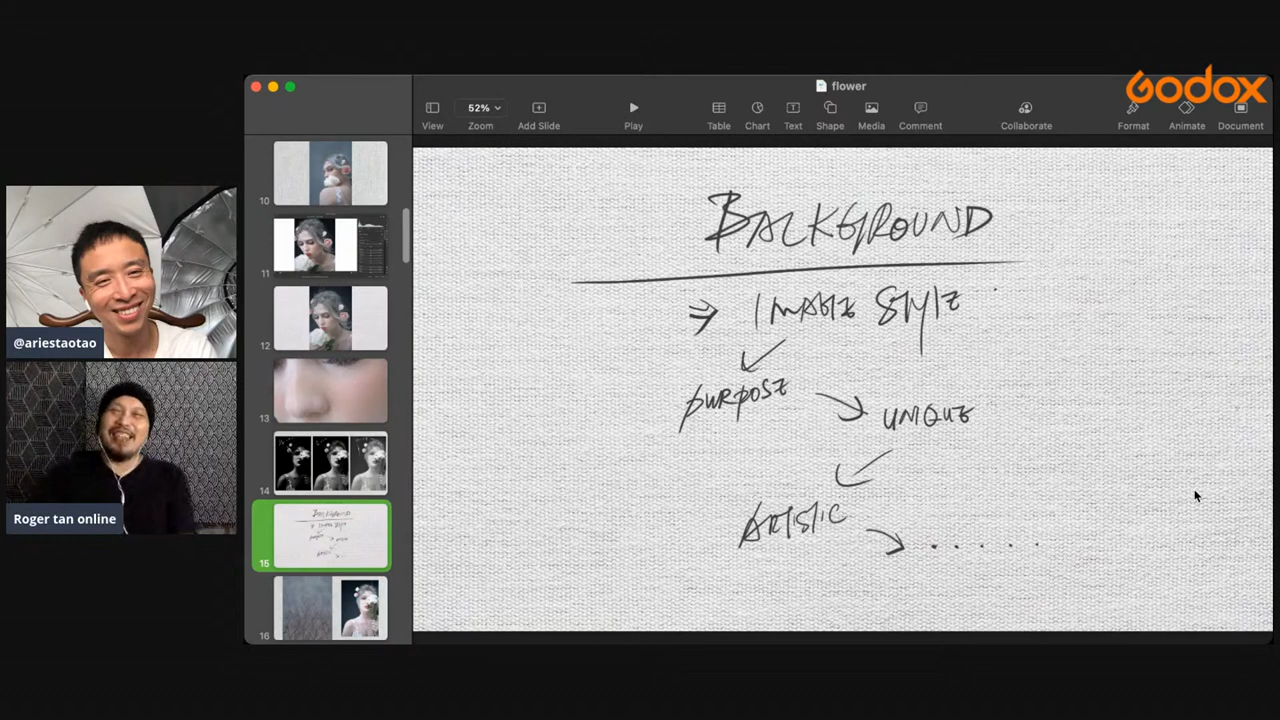 Godox
flower
52%
View
Zoom
Add Slide
Play
Table
Chart
Text
Shape
Media
Comment
Collaborate
Format
Animate
Document
10
11
12
13
14
15
16
@ariestaotao
Roger tan online
BACKGROUND
⇒ IMAGE STYLE
PURPOSE
UNIQUE
ARTISTIC
. . . . .